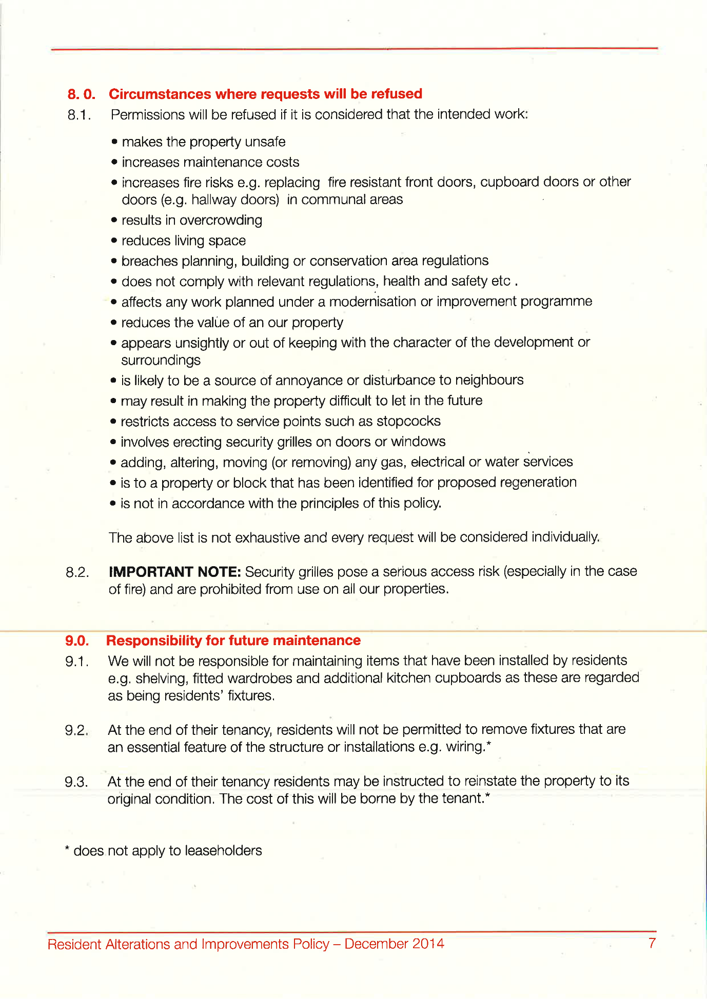 8. 0. Circumstances where requests will be refused
8.1. Permissions will be refused if it is considered that the intended work:
• makes the property unsafe
• increases maintenance costs
• increases fire risks e.g. replacing fire resistant front doors, cupboard doors or other
doors (e.g. hallway doors) in communal areas
• results in overcrowding
• reduces living space
• breaches planning, building or conservation area regulations
• does not comply with relevant regulations, health and safety etc .
• affects any work planned under a modernisation or improvement programme
• reduces the value of an our property
• appears unsightly or out of keeping with the character of the development or
surroundings
• is likely to be a source of annoyance or disturbance to neighbours
• may result in making the property difficult to let in the future
• restricts access to service points such as stopcocks
• involves erecting security grilles on doors or windows
• adding, altering, moving (or removing) any gas, electrical or water services
• is to a property or block that has been identified for proposed regeneration
• is not in accordance with the principles of this policy.
The above list is not exhaustive and every request will be considered individually.
8.2. IMPORTANT NOTE: Security grilles pose a serious access risk (especially in the case
of fire) and are prohibited from use on all our properties.
9.0. Responsibility for future maintenance
9.1. We will not be responsible for maintaining items that have been installed by residents
e.g. shelving, fitted wardrobes and additional kitchen cupboards as these are regarded
as being residents' fixtures.
9.2. At the end of their tenancy, residents will not be permitted to remove fixtures that are
an essential feature of the structure or installations e.g. wiring.*
9.3. At the end of their tenancy residents may be instructed to reinstate the property to its
original condition. The cost of this will be borne by the tenant.*
* does not apply to leaseholders
Resident Alterations and Improvements Policy – December 2014 7